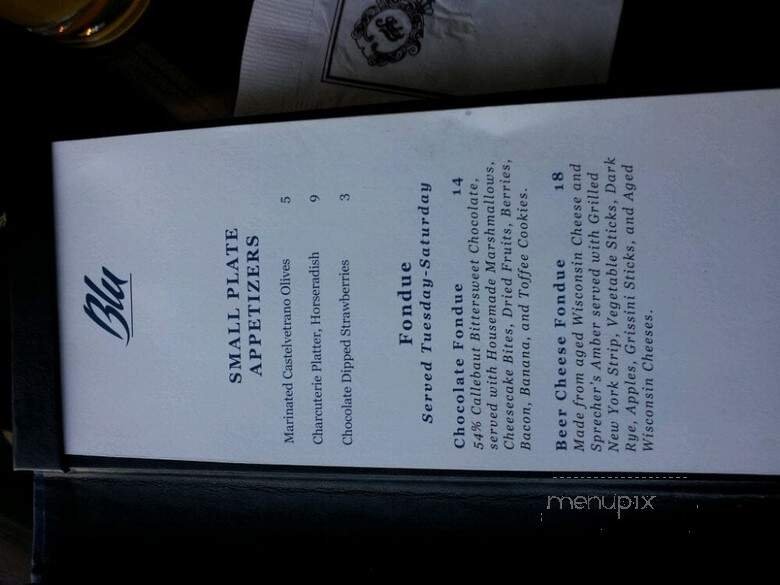 Blu
SMALL PLATE
APPETIZERS
Marinated Castelvetrano Olives 5
Charcuterie Platter, Horseradish 9
Chocolate Dipped Strawberries 3
Fondue
Served Tuesday-Saturday
Chocolate Fondue 14
54% Callebaut Bittersweet Chocolate,
served with Housemade Marshmallows,
Cheesecake Bites, Dried Fruits, Berries,
Bacon, Banana, and Toffee Cookies.
Beer Cheese Fondue 18
Made from aged Wisconsin Cheese and
Sprecher's Amber served with Grilled
New York Strip, Vegetable Sticks, Dark
Rye, Apples, Grissini Sticks, and Aged
Wisconsin Cheeses.
menupix